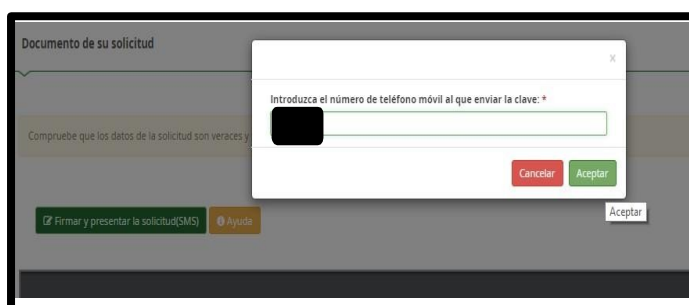 Documento de su solicitud
x
Introduzca el número de teléfono móvil al que enviar la clave: *
Compruebe que los datos de la solicitud son veraces y
Cancelar
Aceptar
Aceptar
Firmar y presentar la solicitud(SMS)
Ayuda